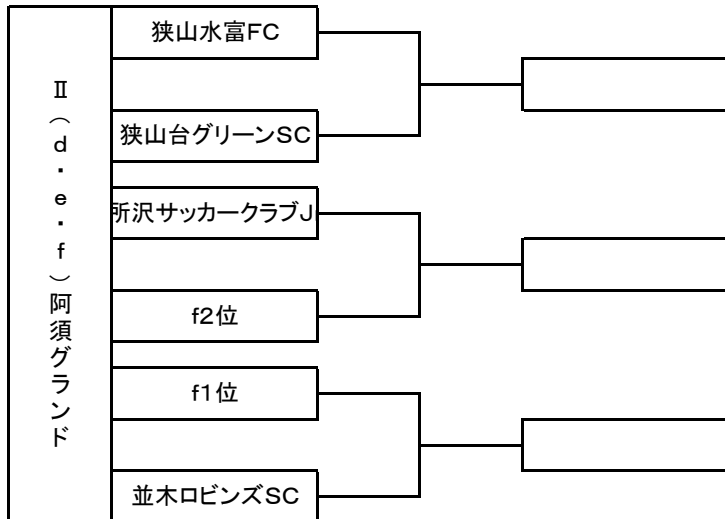 Ⅱ(d・e・f)阿須グランド
狭山水富FC
狭山台グリーンSC
所沢サッカークラブJ
f2位
f1位
並木ロビンズSC